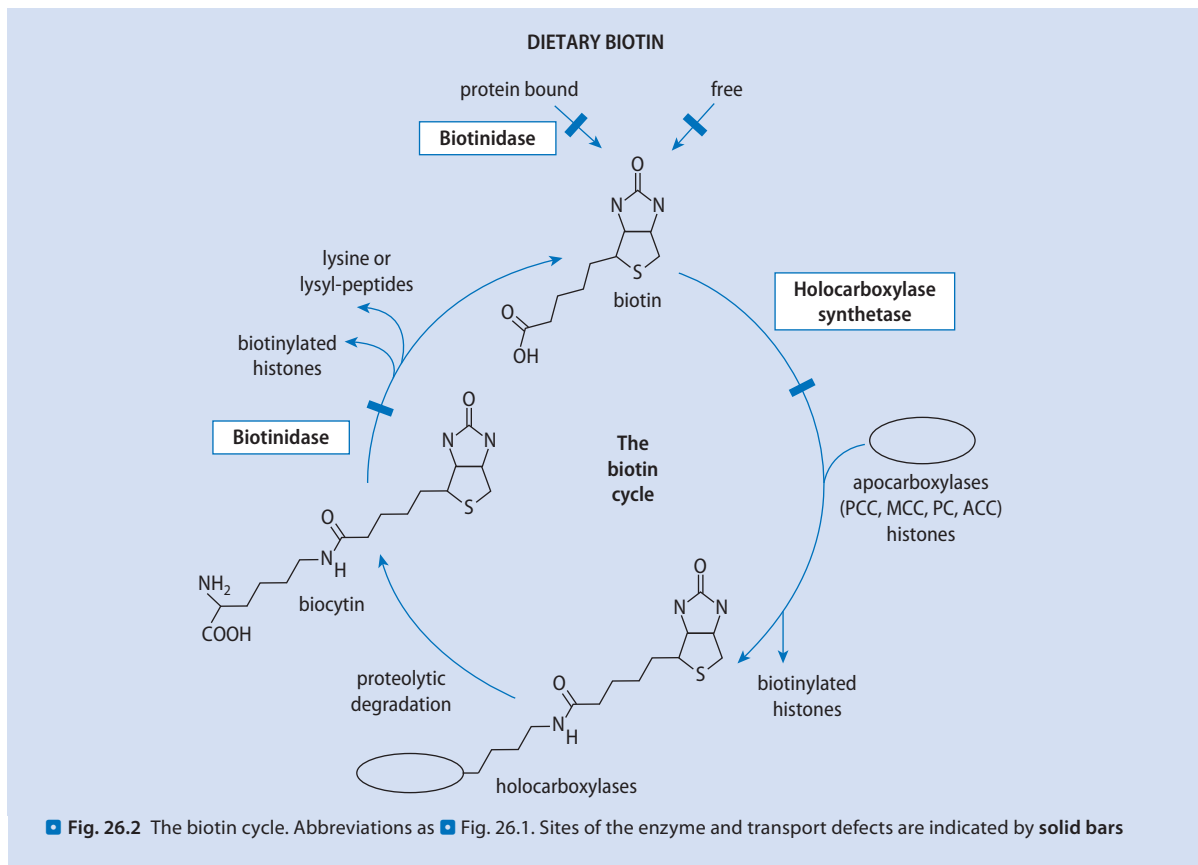 DIETARY BIOTIN
protein bound
free
Biotinidase
O
N
N
S
biotin
O
OH
lysine or
lysyl-peptides
biotinylated
histones
Holocarboxylase
synthetase
Biotinidase
O
N
N
S
O
N
H
NH2
COOH
biocytin
The
biotin
cycle
apocarboxylases
(PCC, MCC, PC, ACC)
histones
O
N
N
S
O
N
H
biotinylated
histones
proteolytic
degradation
holocarboxylases
Fig. 26.2 The biotin cycle. Abbreviations as Fig. 26.1. Sites of the enzyme and transport defects are indicated by solid bars